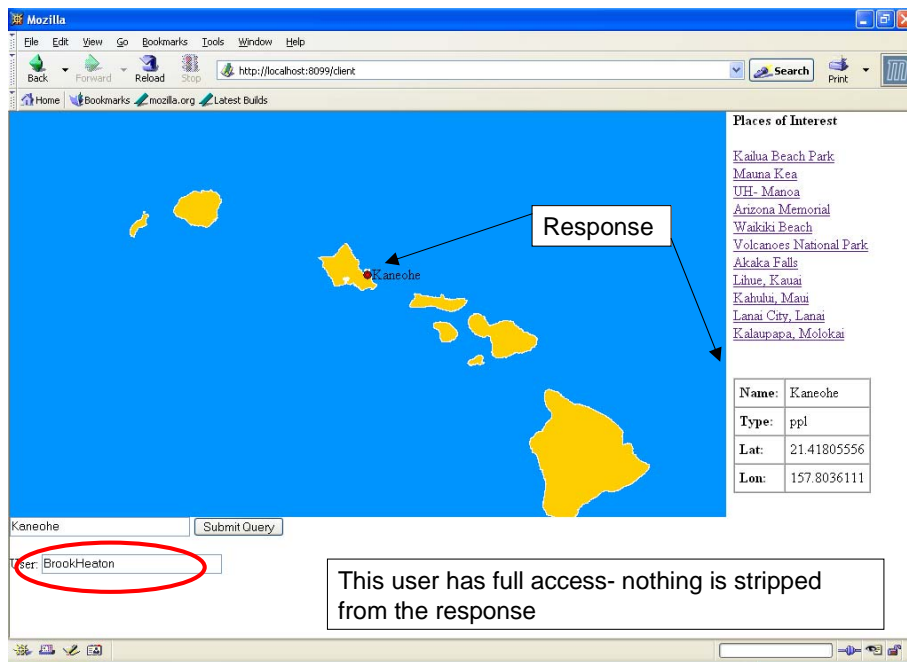 Mozilla
File Edit View Go Bookmarks Tools Window Help
Back Forward Reload Stop http://localhost:8099/client Search Print
Home Bookmarks mozilla.org Latest Builds
Places of Interest
Kailua Beach Park
Mauna Kea
UH- Manoa
Arizona Memorial
Waikiki Beach
Volcanoes National Park
Akaka Falls
Lihue, Kauai
Kahului, Maui
Lanai City, Lanai
Kalaupapa, Molokai
Response
Kaneohe
Name: Kaneohe
Type: ppl
Lat: 21.41805556
Lon: 157.8036111
Kaneohe Submit Query
User: BrookHeaton
This user has full access- nothing is stripped
from the response